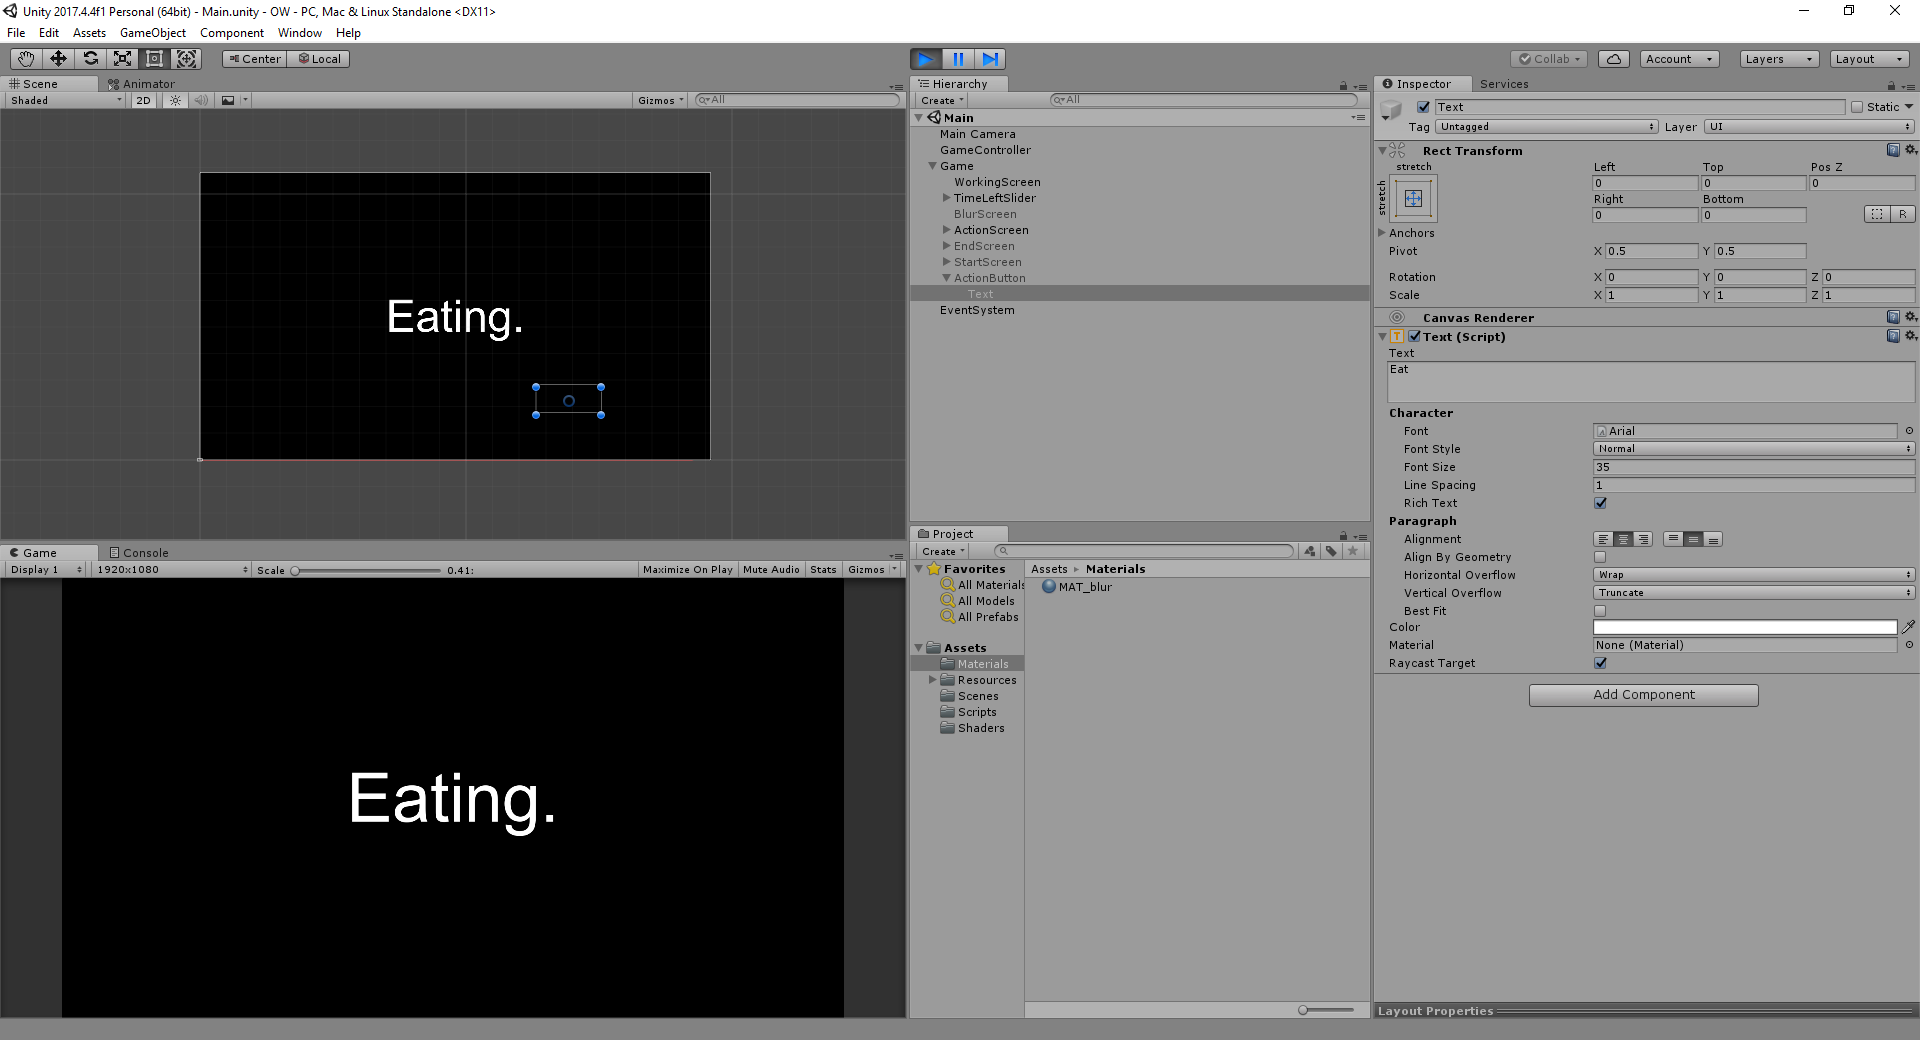 Unity 2017.4.4f1 Personal (64bit) - Main.unity - OW - PC, Mac & Linux Standalone <DX11>
File Edit Assets GameObject Component Window Help
Center Local
Collab Account Layers Layout
Scene Animator
Shaded 2D Gizmos All
Eating.
Game Console
Display 1 1920x1080 Scale 0.41: Maximize On Play Mute Audio Stats Gizmos
Eating.
Hierarchy
Create All
Main
Main Camera
GameController
Game
WorkingScreen
TimeLeftSlider
BlurScreen
ActionScreen
EndScreen
StartScreen
ActionButton
Text
EventSystem
Project
Create
Favorites
All Materials
All Models
All Prefabs
Assets
Materials
Resources
Scenes
Scripts
Shaders
Assets Materials
MAT_blur
Inspector Services
Text Static
Tag Untagged Layer UI
Rect Transform
stretch
stretch
Left Top Pos Z
0 0 0
Right Bottom
0 0 R
Anchors
Pivot X 0.5 Y 0.5
Rotation X 0 Y 0 Z 0
Scale X 1 Y 1 Z 1
Canvas Renderer
T Text (Script)
Text
Eat
Character
Font Arial
Font Style Normal
Font Size 35
Line Spacing 1
Rich Text
Paragraph
Alignment
Align By Geometry
Horizontal Overflow Wrap
Vertical Overflow Truncate
Best Fit
Color
Material None (Material)
Raycast Target
Add Component
Layout Properties